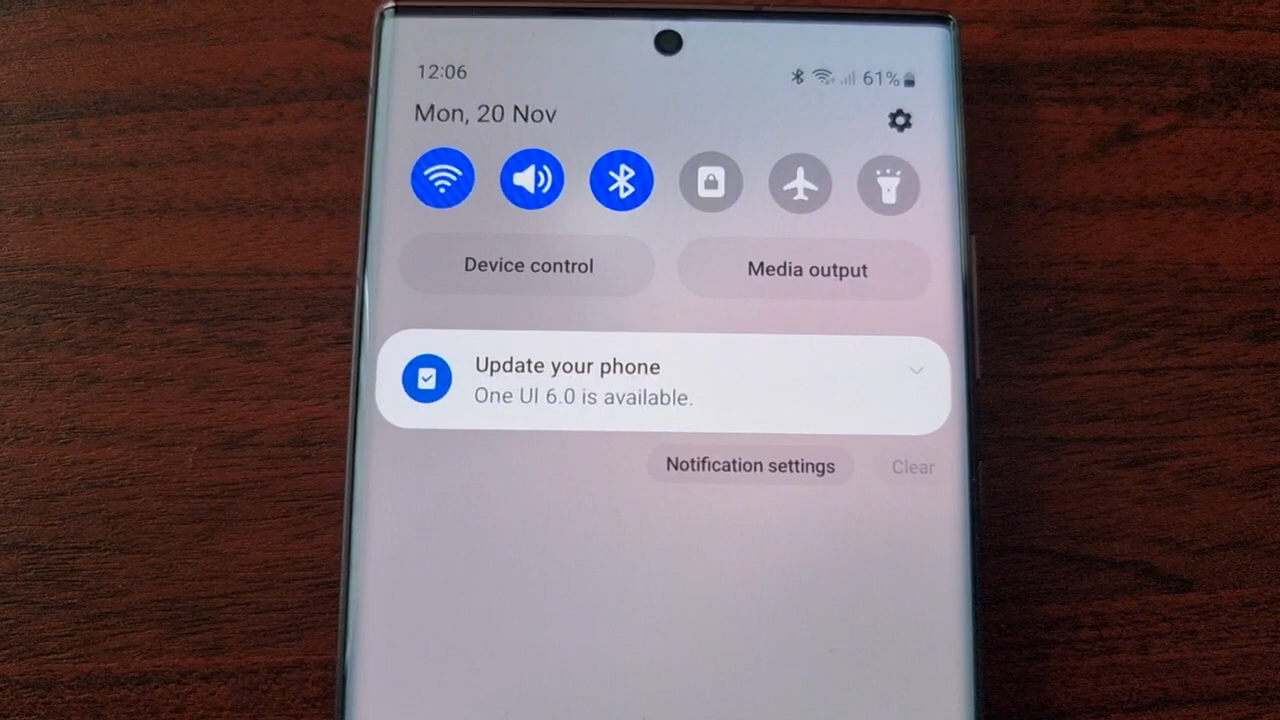 12:06
61%
Mon, 20 Nov
Device control
Media output
Update your phone
One UI 6.0 is available.
Notification settings
Clear